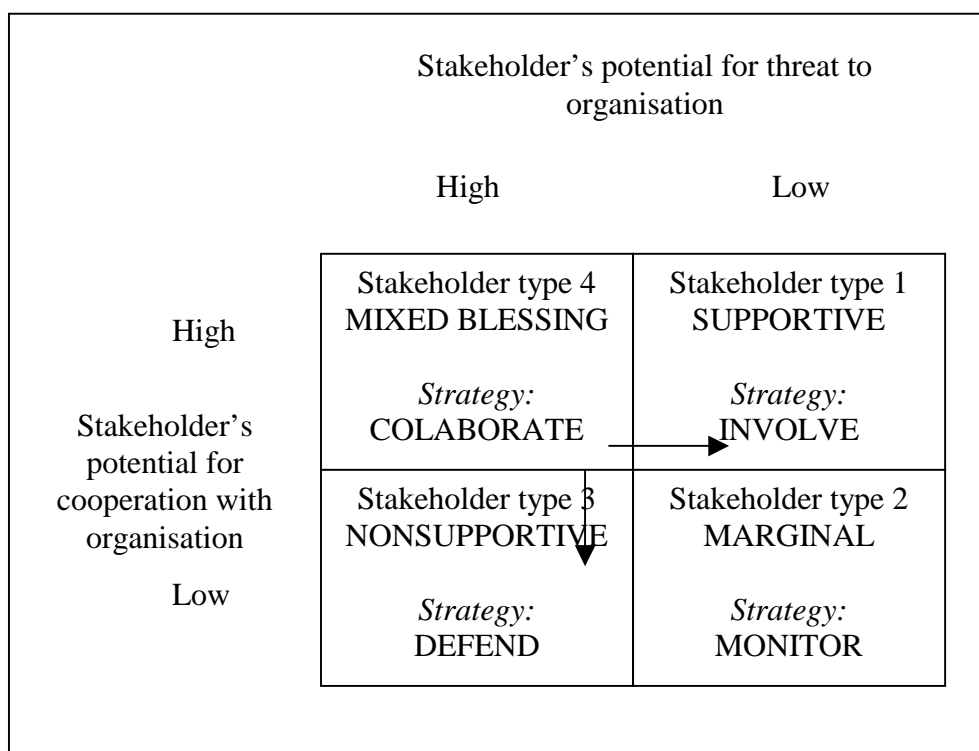 Stakeholder's potential for threat to
organisation
High
Low
High
Stakeholder's
potential for
cooperation with
organisation
Low
Stakeholder type 4
MIXED BLESSING
Strategy:
COLABORATE
Stakeholder type 1
SUPPORTIVE
Strategy:
INVOLVE
Stakeholder type 3
NONSUPPORTIVE
Strategy:
DEFEND
Stakeholder type 2
MARGINAL
Strategy:
MONITOR